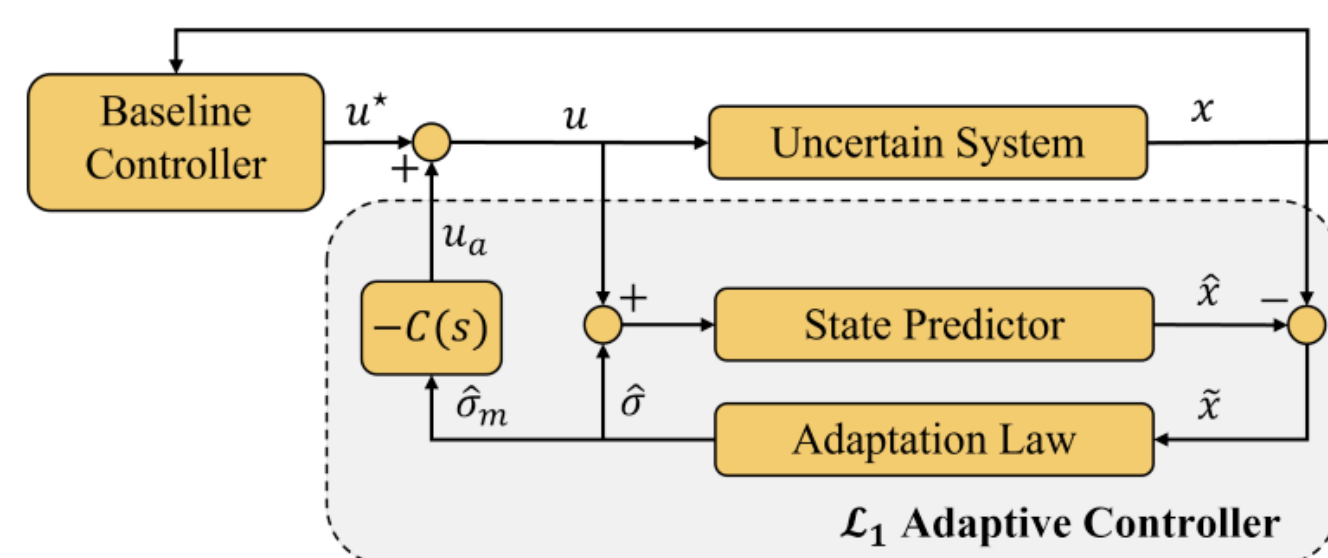 Baseline
Controller
u*
+
u
Uncertain System
x
u_a
-C(s)
+
State Predictor
x̂
−
σ̂_m
σ̂
Adaptation Law
x̃
ℒ₁ Adaptive Controller